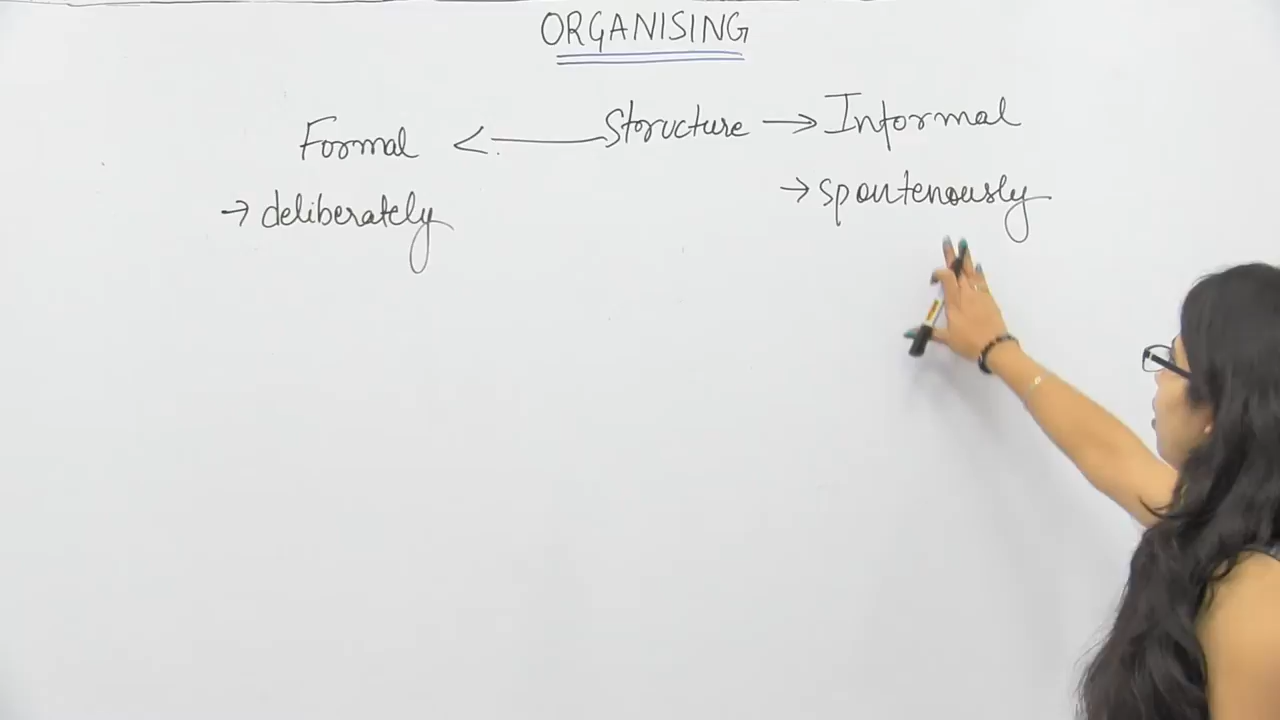 ORGANISING
Formal <— Structure → Informal
→ deliberately
→ spontenously